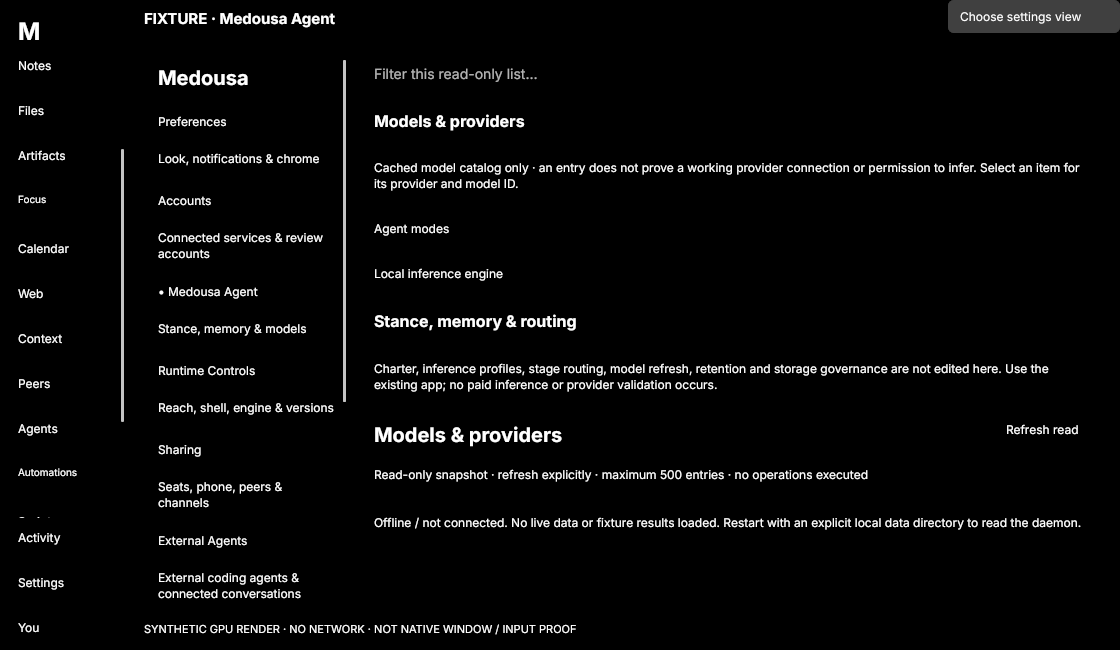 M
FIXTURE · Medousa Agent
Choose settings view
Notes
Files
Artifacts
Focus
Calendar
Web
Context
Peers
Agents
Automations
Activity
Settings
You
Medousa
Preferences
Look, notifications & chrome
Accounts
Connected services & review
accounts
• Medousa Agent
Stance, memory & models
Runtime Controls
Reach, shell, engine & versions
Sharing
Seats, phone, peers &
channels
External Agents
External coding agents &
connected conversations
Filter this read-only list...
Models & providers
Cached model catalog only · an entry does not prove a working provider connection or permission to infer. Select an item for
its provider and model ID.
Agent modes
Local inference engine
Stance, memory & routing
Charter, inference profiles, stage routing, model refresh, retention and storage governance are not edited here. Use the
existing app; no paid inference or provider validation occurs.
Models & providers
Refresh read
Read-only snapshot · refresh explicitly · maximum 500 entries · no operations executed
Offline / not connected. No live data or fixture results loaded. Restart with an explicit local data directory to read the daemon.
SYNTHETIC GPU RENDER · NO NETWORK · NOT NATIVE WINDOW / INPUT PROOF